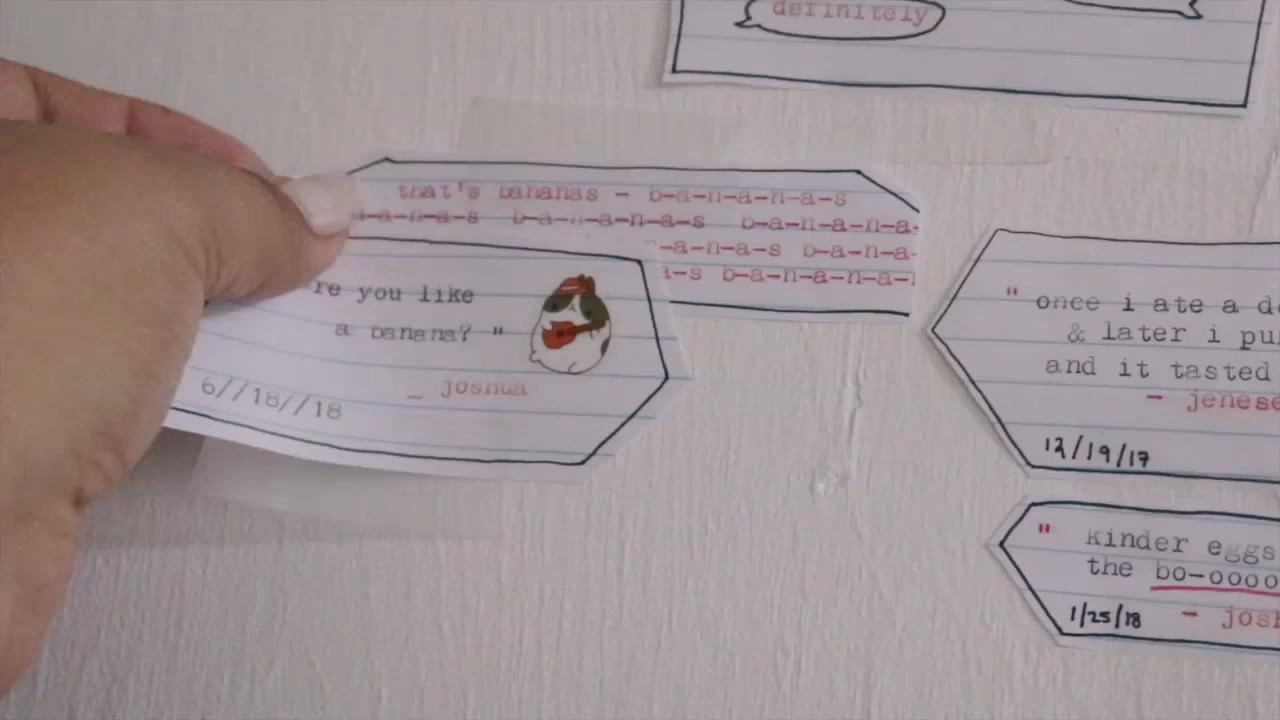 definitely
that's bananas - b-a-n-a-n-a-s
-a-n-a-s b-a-n-a-n-a-s b-a-n-a-n-a-
-a-n-a-s b-a-n-a-
-s b-a-n-a-n-a-
re you like
a banana? "
_ joshua
6//18//18
" once i ate a
& later i
and it tasted
-
12/19/17
" kinder eggs
the bo-oooo
1/25/18 -